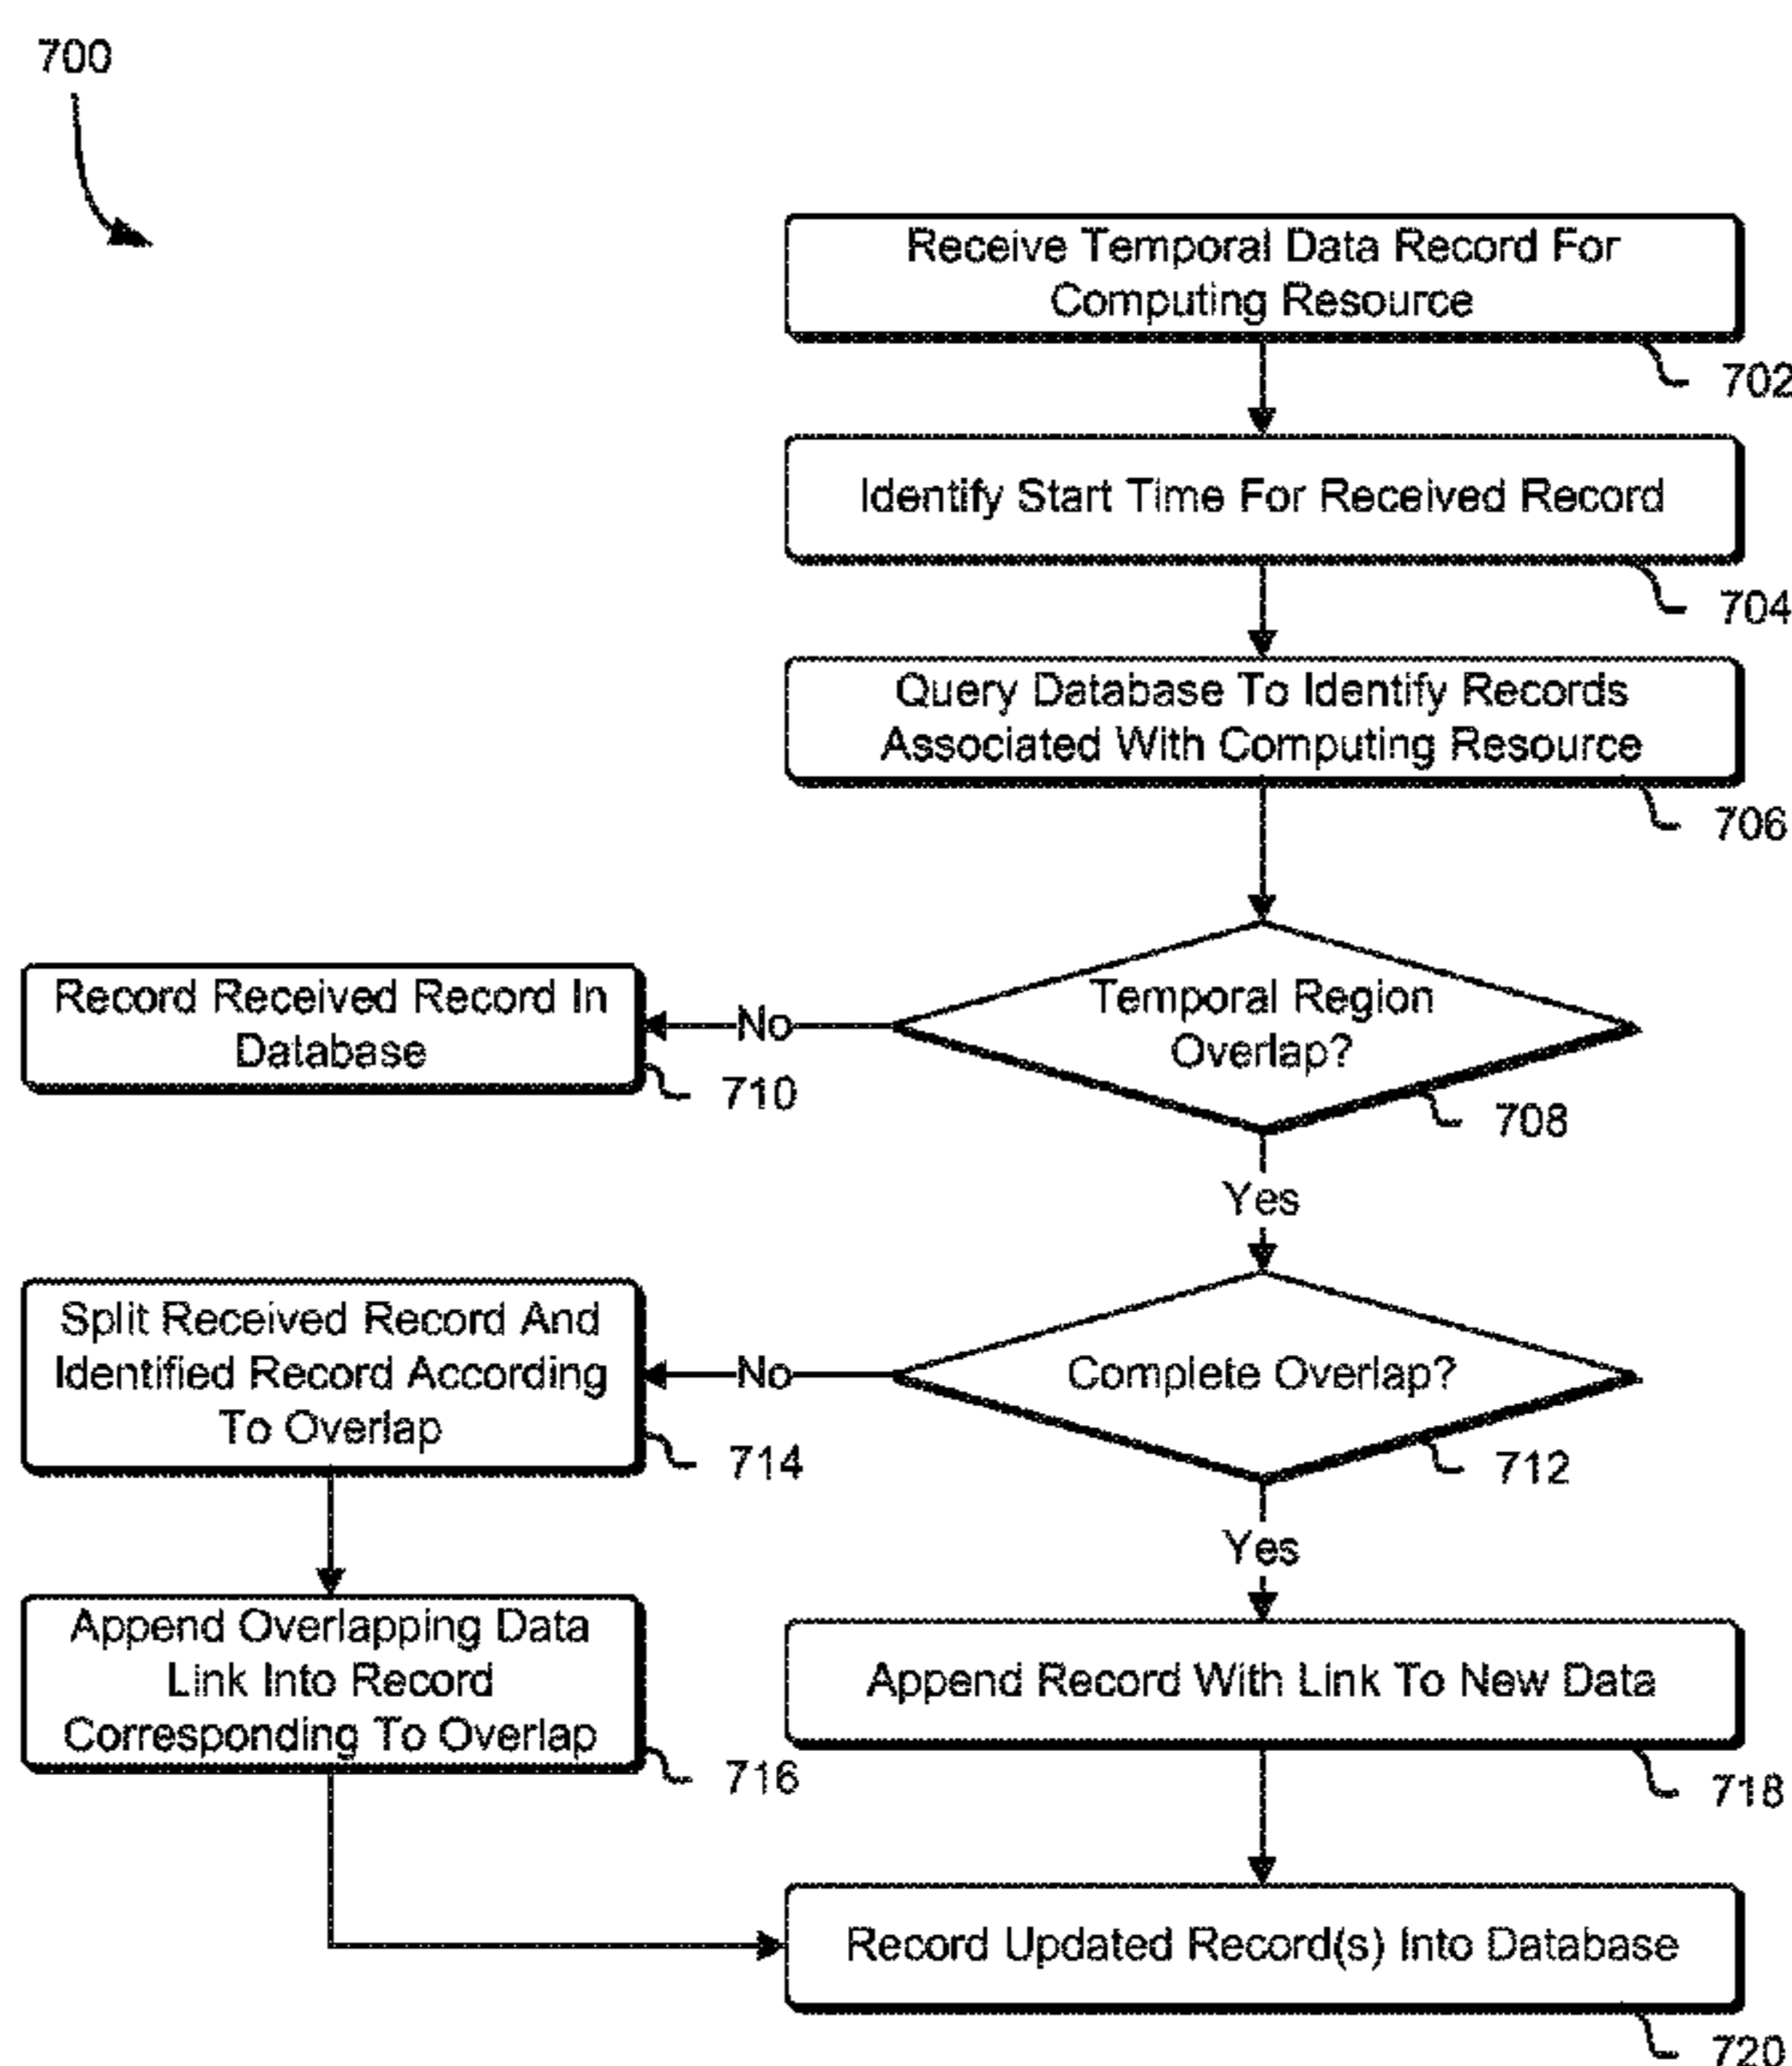 700
Receive Temporal Data Record For
Computing Resource
702
Identify Start Time For Received Record
704
Query Database To Identify Records
Associated With Computing Resource
706
Temporal Region
Overlap?
708
No
Record Received Record In
Database
710
Yes
Complete Overlap?
712
No
Split Received Record And
Identified Record According
To Overlap
714
Append Overlapping Data
Link Into Record
Corresponding To Overlap
716
Yes
Append Record With Link To New Data
718
Record Updated Record(s) Into Database
720